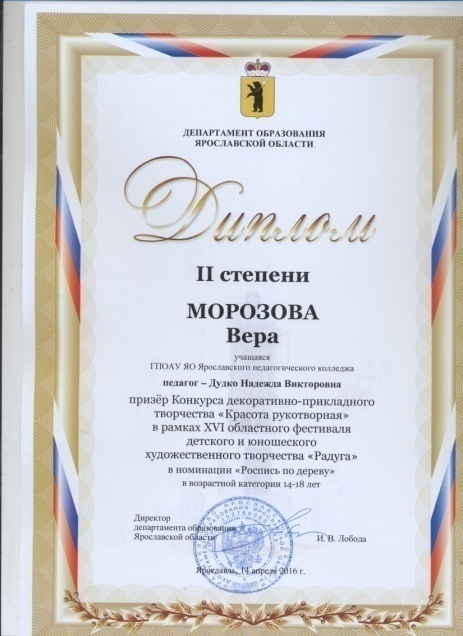 ДЕПАРТАМЕНТ ОБРАЗОВАНИЯ
ЯРОСЛАВСКОЙ ОБЛАСТИ
Диплом
II степени
МОРОЗОВА
Вера
учащаяся
ГПОАУ ЯО Ярославского педагогического колледжа
педагог – Дудко Надежда Викторовна
призёр Конкурса декоративно-прикладного
творчества «Красота рукотворная»
в рамках XVI областного фестиваля
детского и юношеского
художественного творчества «Радуга»
в номинации «Роспись по дереву»
в возрастной категории 14-18 лет
Директор
департамента образования
Ярославской области
И. В. Лобода
Ярославль, 14 апреля 2016 г.